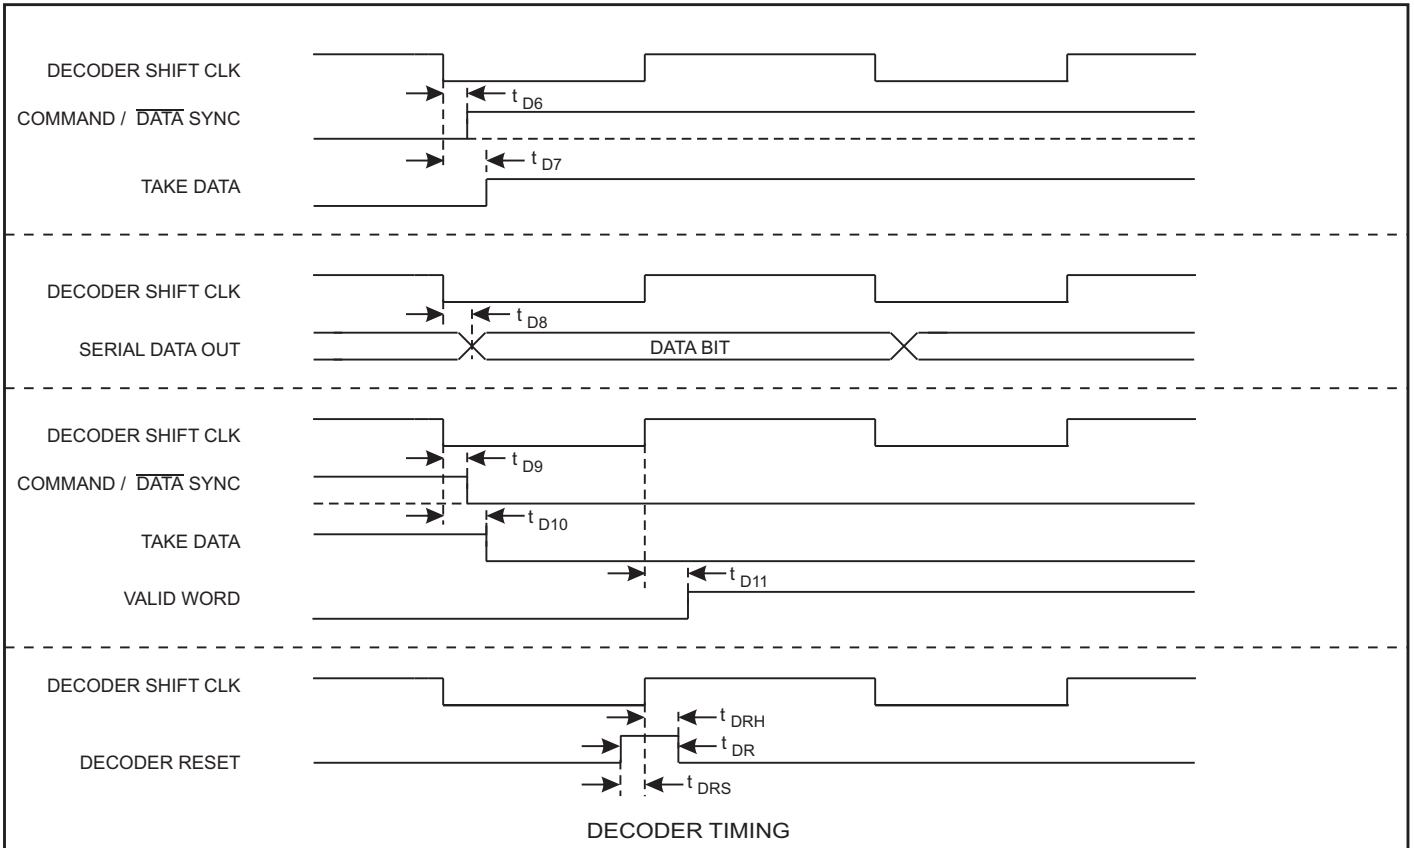 DECODER SHIFT CLK
t D6
COMMAND / DATA SYNC
t D7
TAKE DATA
DECODER SHIFT CLK
t D8
SERIAL DATA OUT
DATA BIT
DECODER SHIFT CLK
t D9
COMMAND / DATA SYNC
t D10
TAKE DATA
t D11
VALID WORD
DECODER SHIFT CLK
t DRH
t DR
DECODER RESET
t DRS
DECODER TIMING